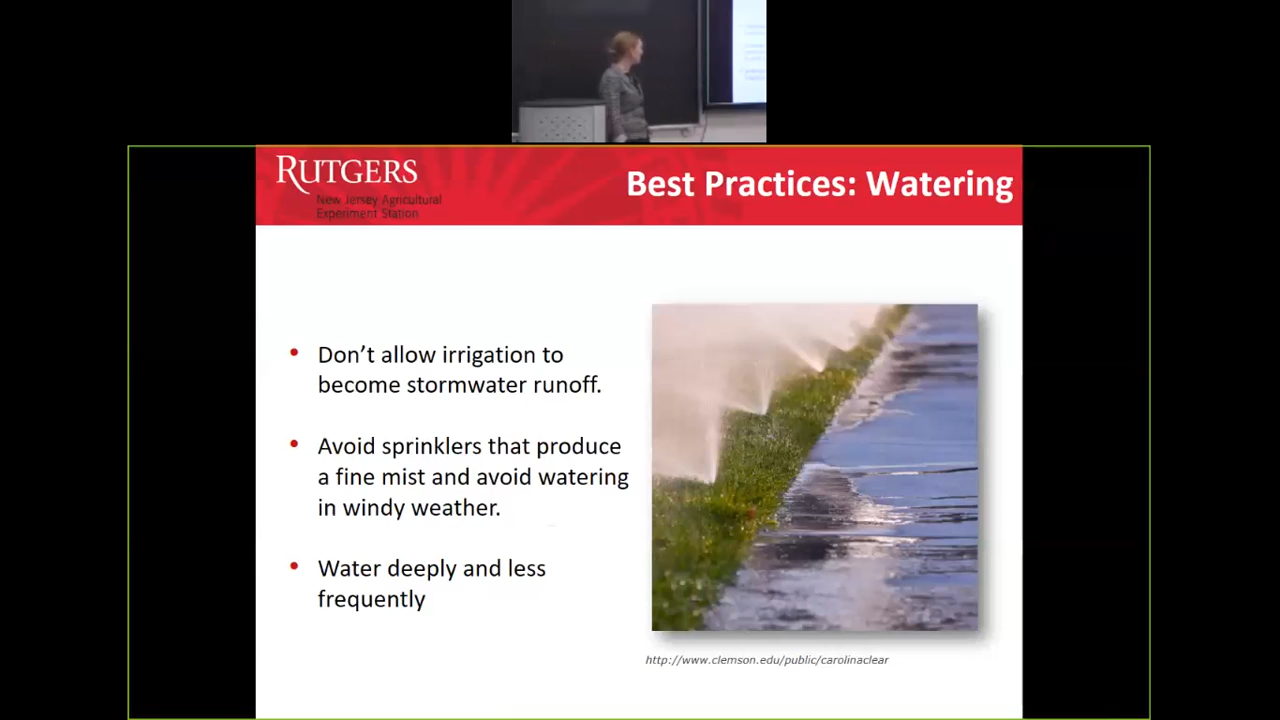 RUTGERS
New Jersey Agricultural
Experiment Station
Best Practices: Watering
• Don’t allow irrigation to
become stormwater runoff.
• Avoid sprinklers that produce
a fine mist and avoid watering
in windy weather.
• Water deeply and less
frequently
http://www.clemson.edu/public/carolinaclear